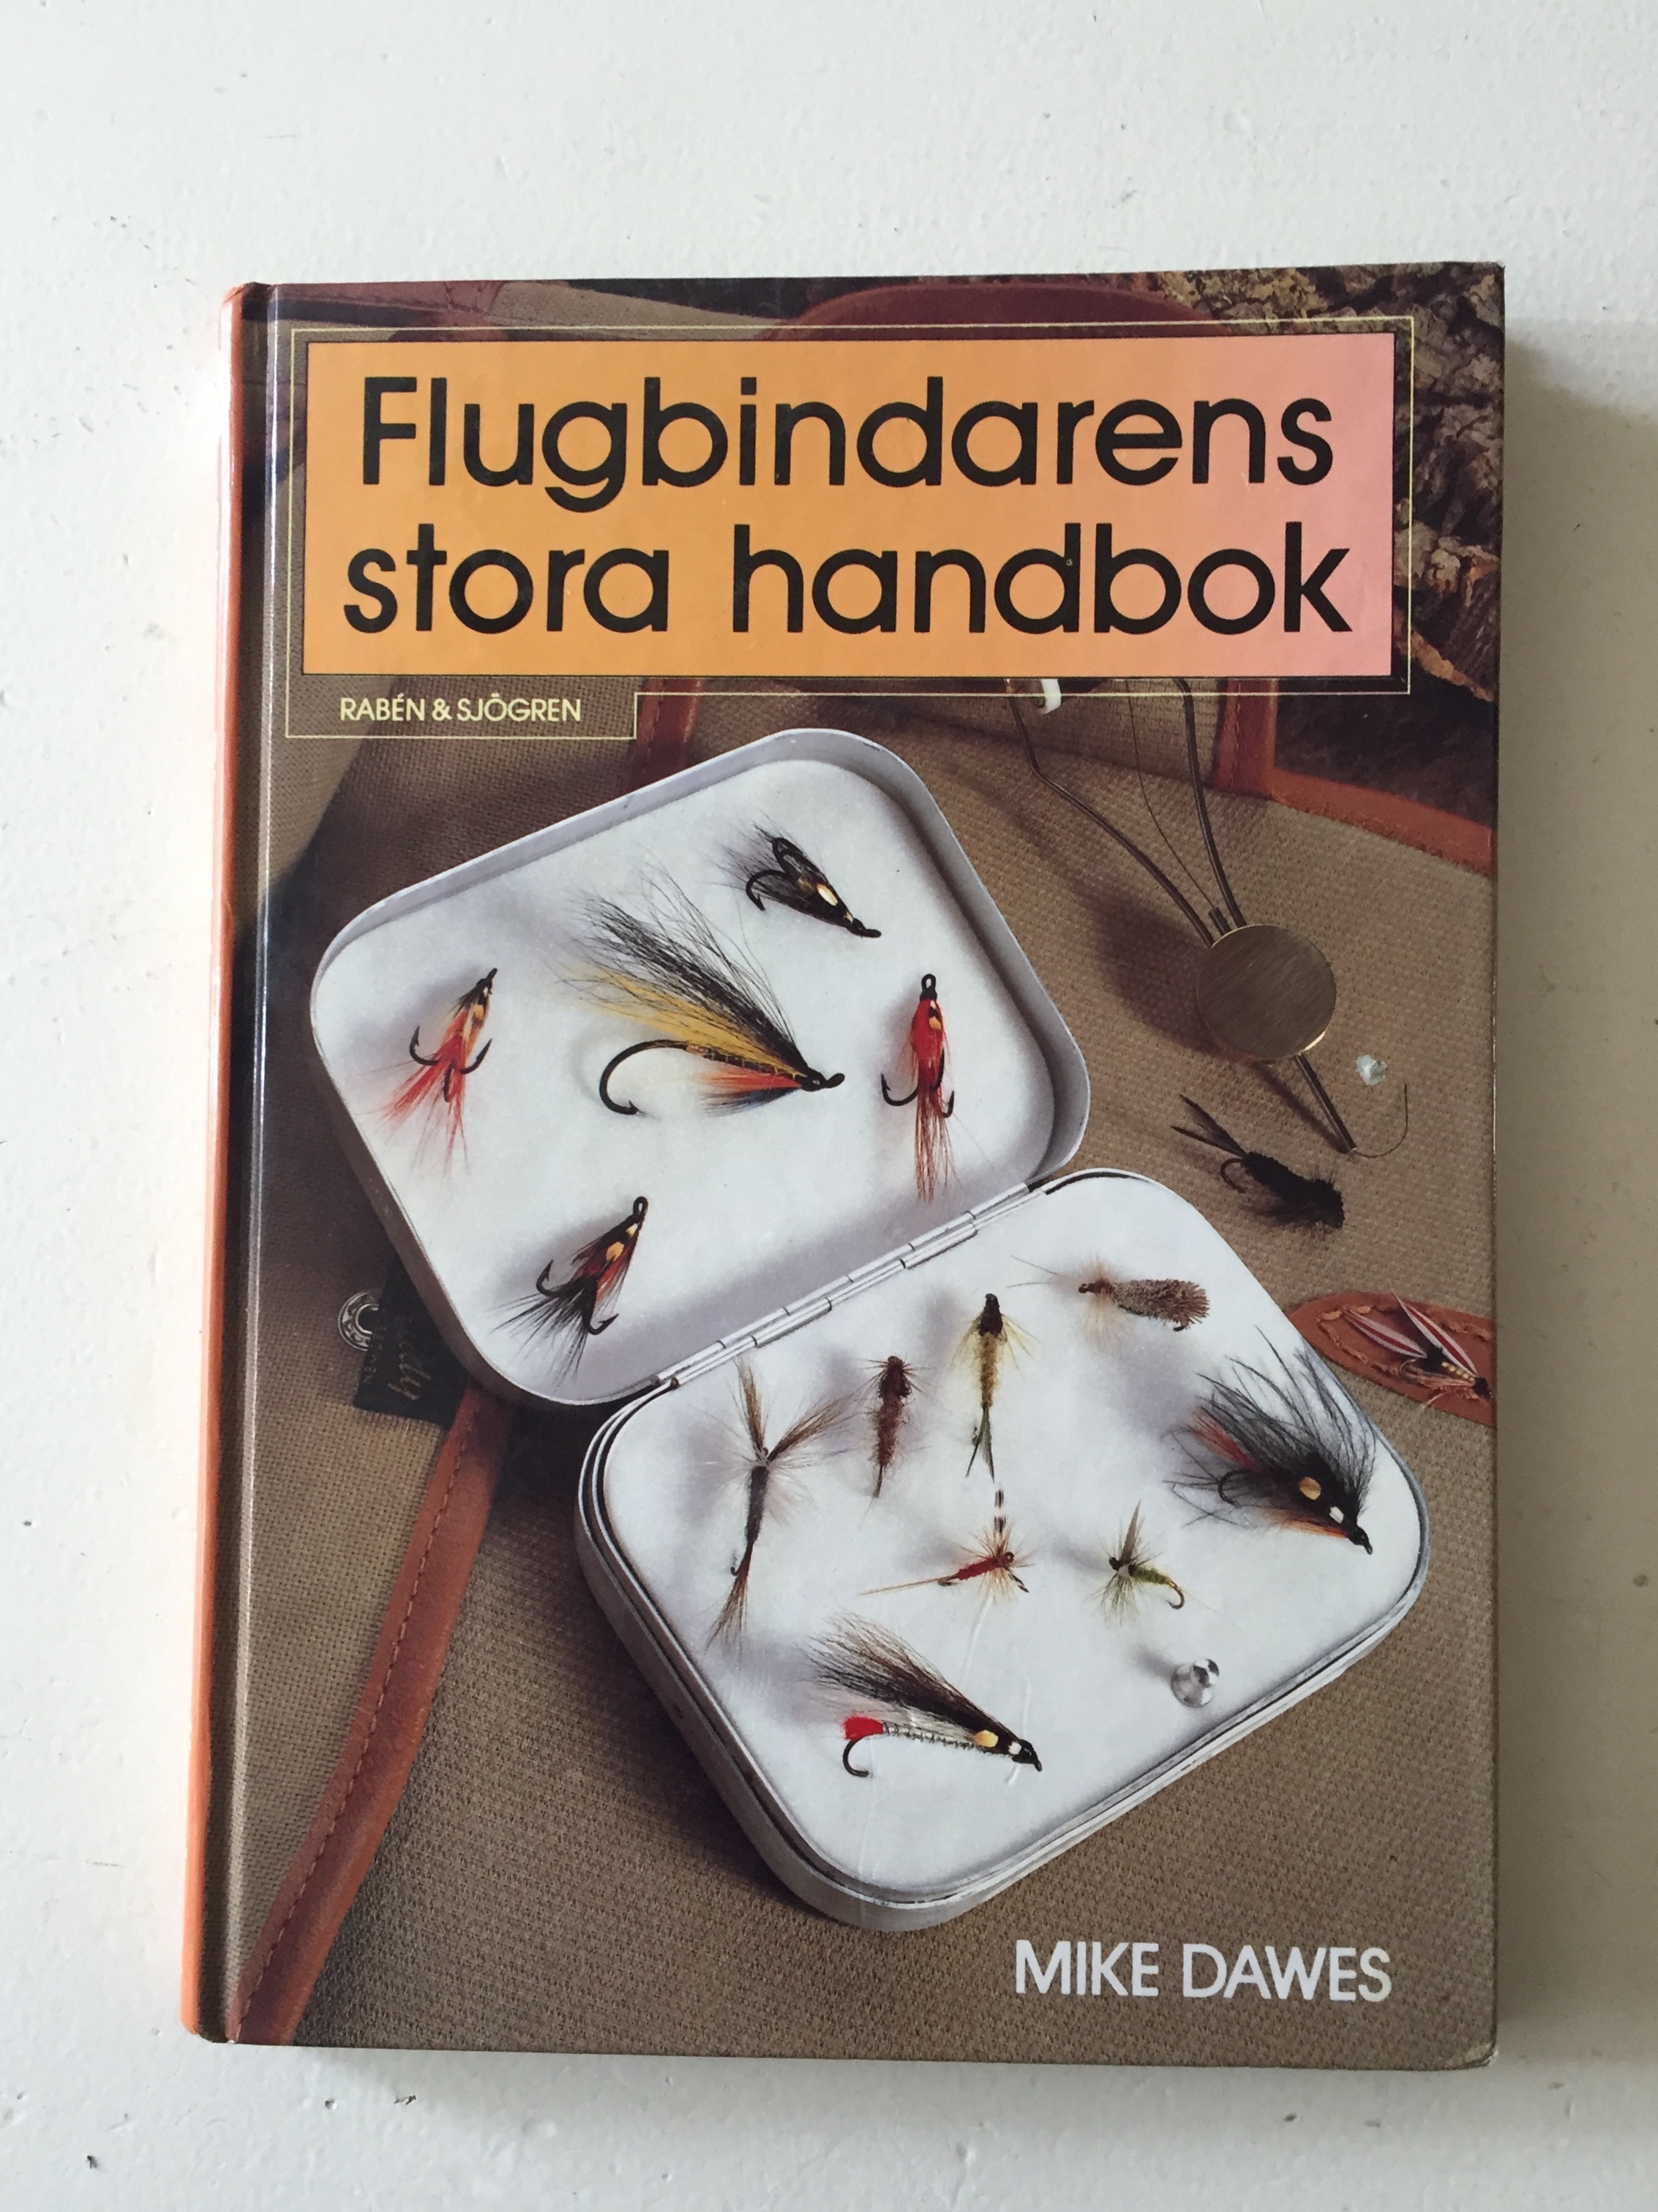 Flugbindarens
stora handbok
RABÉN & SJÖGREN
MIKE DAWES